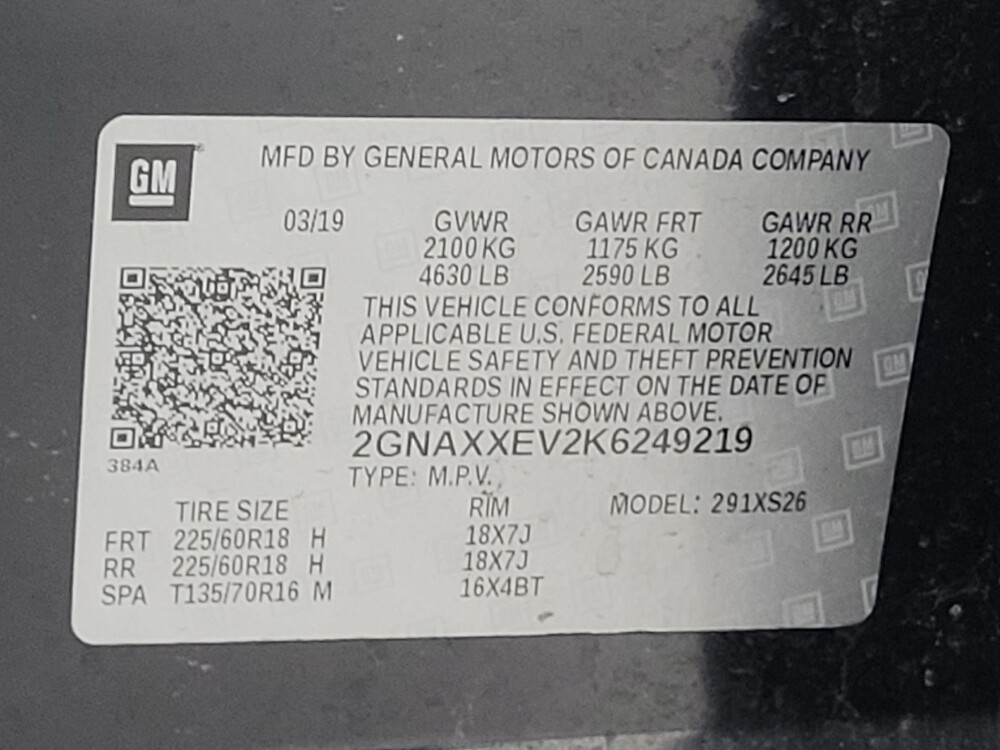 GM
MFD BY GENERAL MOTORS OF CANADA COMPANY
03/19 GVWR GAWR FRT GAWR RR
2100 KG 1175 KG 1200 KG
4630 LB 2590 LB 2645 LB
THIS VEHICLE CONFORMS TO ALL
APPLICABLE U.S. FEDERAL MOTOR
VEHICLE SAFETY AND THEFT PREVENTION
STANDARDS IN EFFECT ON THE DATE OF
MANUFACTURE SHOWN ABOVE.
2GNAXXEV2K6249219
384A
TYPE: M.P.V.
TIRE SIZE RIM MODEL: 291XS26
FRT 225/60R18 H 18X7J
RR 225/60R18 H 18X7J
SPA T135/70R16 M 16X4BT